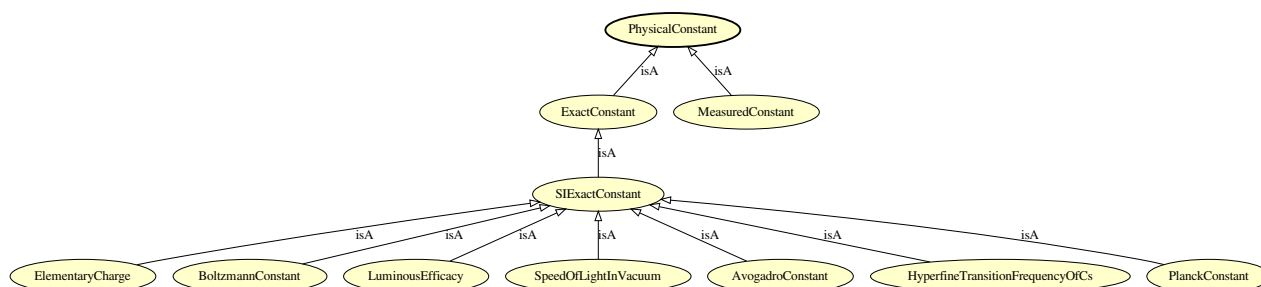 PhysicalConstant
isA
isA
ExactConstant
MeasuredConstant
isA
SIExactConstant
isA
isA
isA
isA
isA
isA
isA
ElementaryCharge
BoltzmannConstant
LuminousEfficacy
SpeedOfLightInVacuum
AvogadroConstant
HyperfineTransitionFrequencyOfCs
PlanckConstant